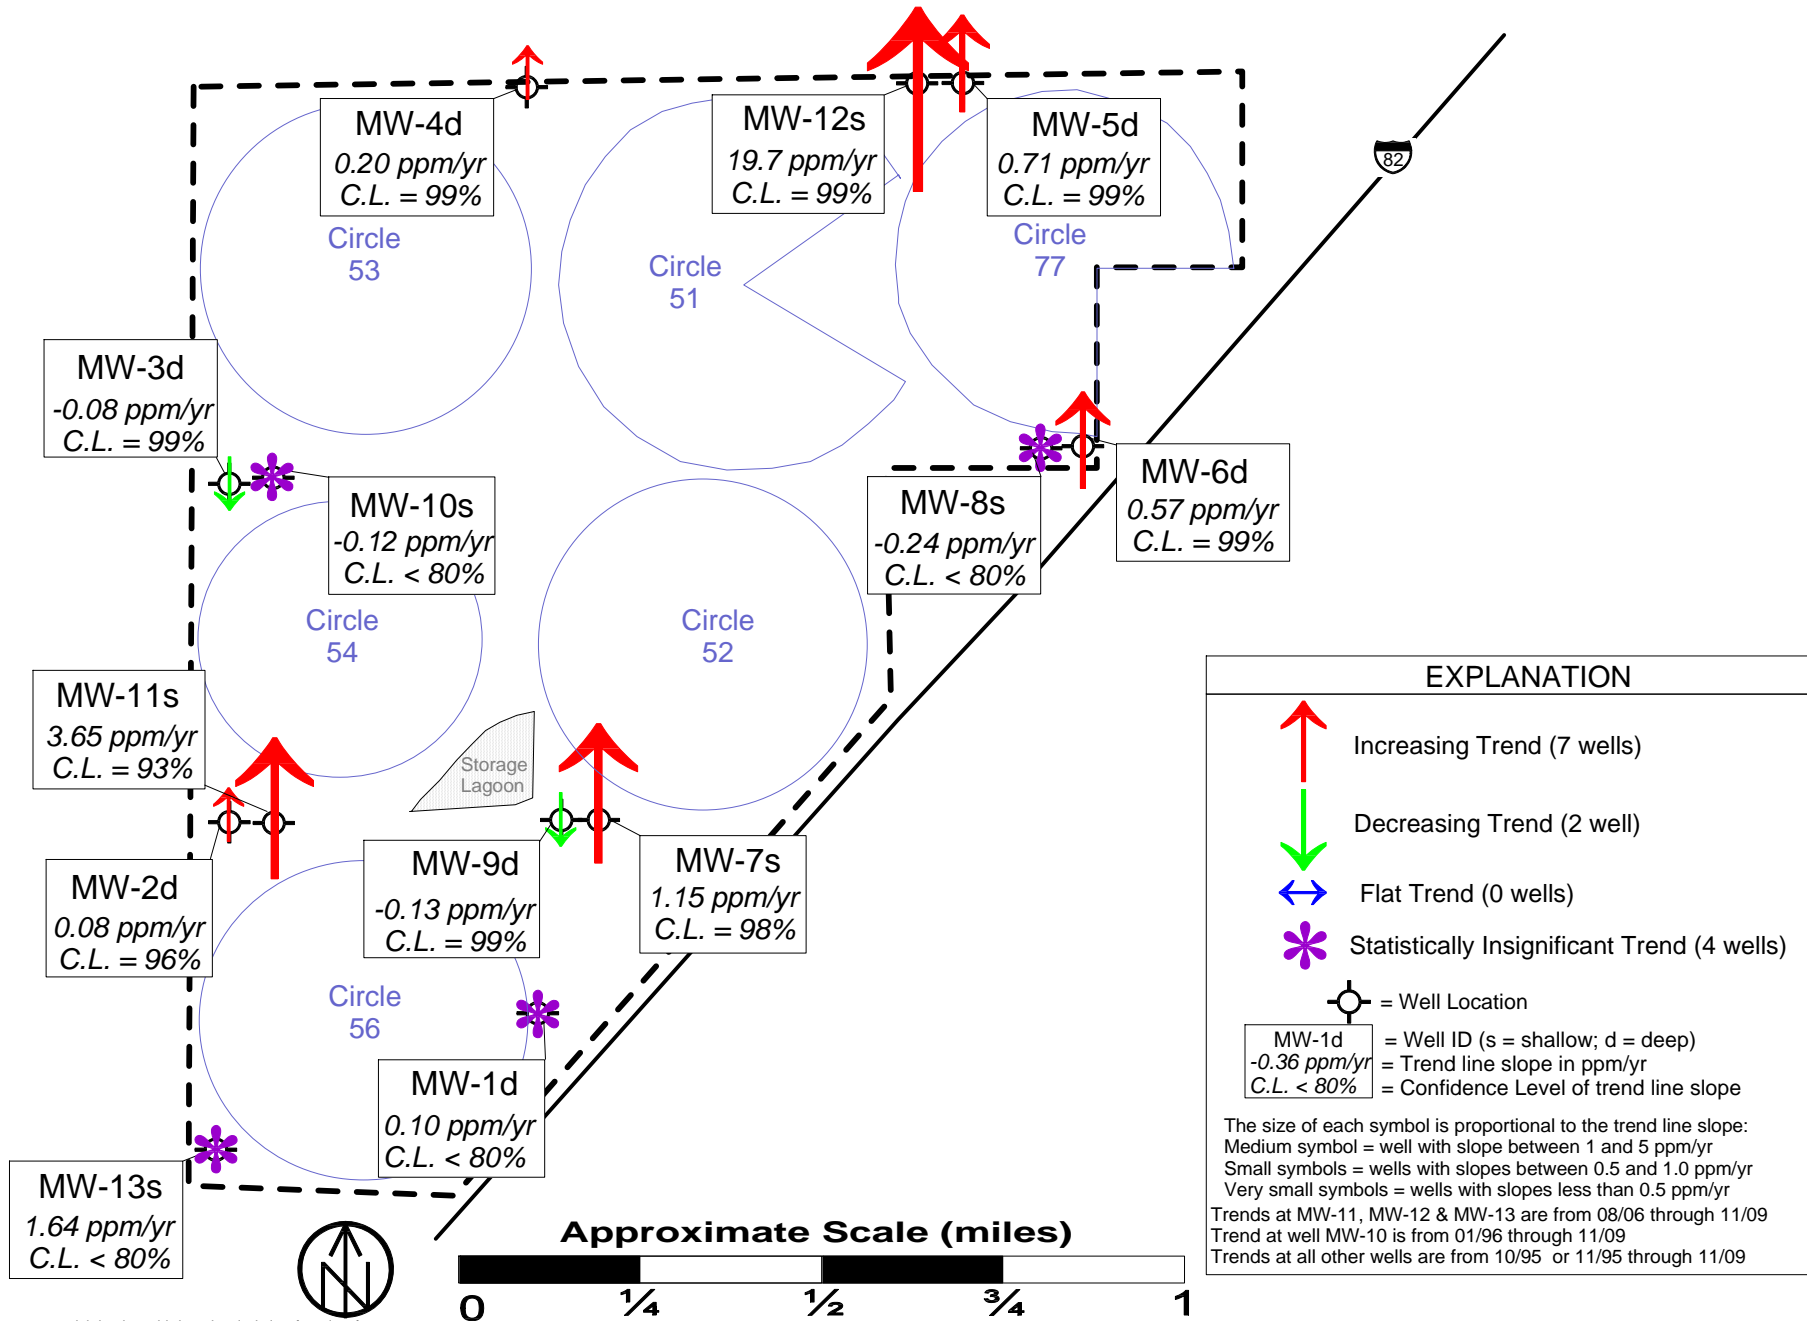 MW-4d
0.20 ppm/yr
C.L. = 99%
MW-12s
19.7 ppm/yr
C.L. = 99%
MW-5d
0.71 ppm/yr
C.L. = 99%
82
Circle
53
Circle
51
Circle
77
MW-3d
-0.08 ppm/yr
C.L. = 99%
MW-10s
-0.12 ppm/yr
C.L. < 80%
MW-8s
-0.24 ppm/yr
C.L. < 80%
MW-6d
0.57 ppm/yr
C.L. = 99%
Circle
54
Circle
52
MW-11s
3.65 ppm/yr
C.L. = 93%
Storage
Lagoon
MW-2d
0.08 ppm/yr
C.L. = 96%
MW-9d
-0.13 ppm/yr
C.L. = 99%
MW-7s
1.15 ppm/yr
C.L. = 98%
Circle
56
MW-1d
0.10 ppm/yr
C.L. < 80%
MW-13s
1.64 ppm/yr
C.L. < 80%
N
Approximate Scale (miles)
0 1/4 1/2 3/4 1
EXPLANATION
Increasing Trend (7 wells)
Decreasing Trend (2 well)
Flat Trend (0 wells)
Statistically Insignificant Trend (4 wells)
= Well Location
MW-1d = Well ID (s = shallow; d = deep)
-0.36 ppm/yr = Trend line slope in ppm/yr
C.L. < 80% = Confidence Level of trend line slope
The size of each symbol is proportional to the trend line slope:
Medium symbol = well with slope between 1 and 5 ppm/yr
Small symbols = wells with slopes between 0.5 and 1.0 ppm/yr
Very small symbols = wells with slopes less than 0.5 ppm/yr
Trends at MW-11, MW-12 & MW-13 are from 08/06 through 11/09
Trend at well MW-10 is from 01/96 through 11/09
Trends at all other wells are from 10/95 or 11/95 through 11/09